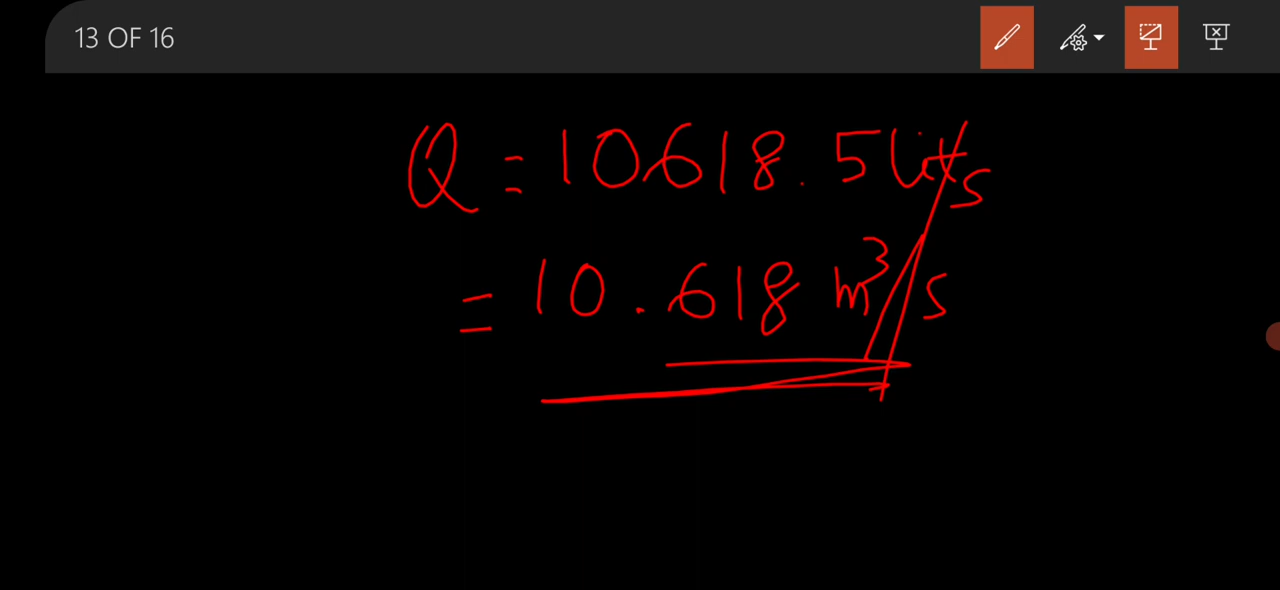 13 OF 16
Q = 10618.5 lit/s
= 10.618 m³/s